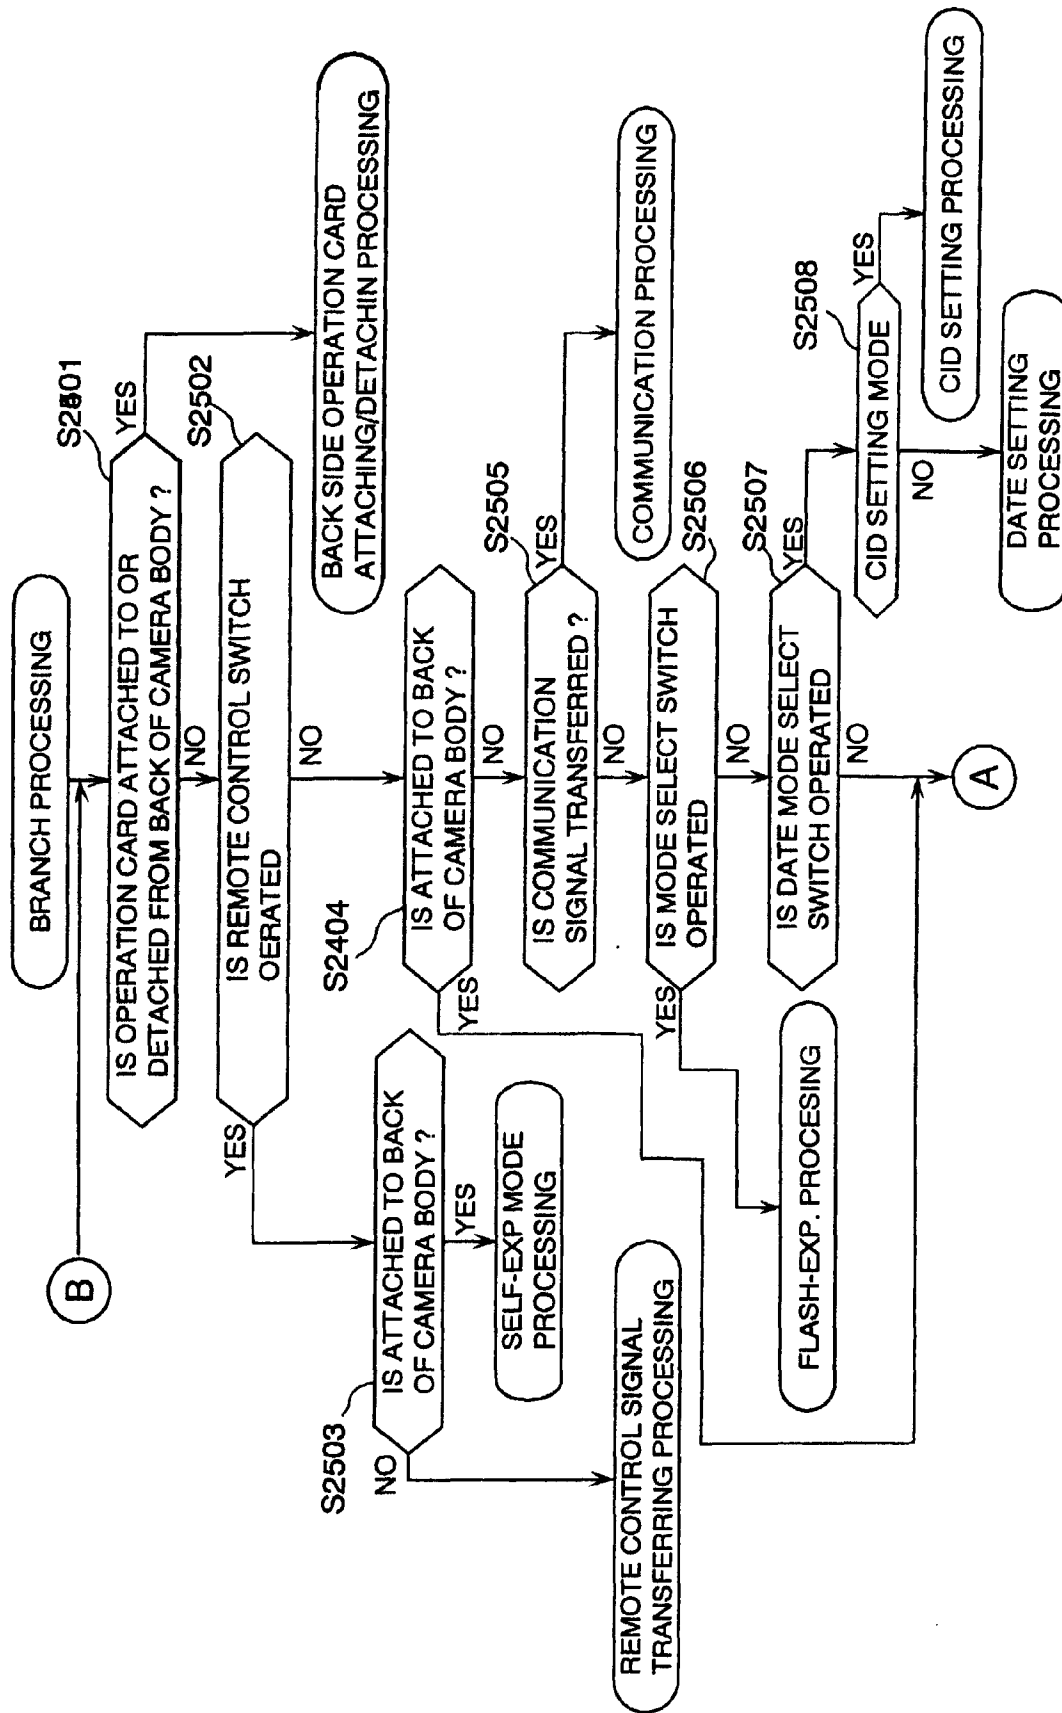 BRANCH PROCESSING
B
S2501
IS OPERATION CARD ATTACHED TO OR
DETACHED FROM BACK OF CAMERA BODY ?
YES
NO
BACK SIDE OPERATION CARD
ATTACHING/DETACHIN PROCESSING
S2502
IS REMOTE CONTROL SWITCH
OERATED
YES
NO
S2503
IS ATTACHED TO BACK
OF CAMERA BODY ?
NO
YES
SELF-EXP MODE
PROCESSING
REMOTE CONTROL SIGNAL
TRANSFERRING PROCESSING
S2404
IS ATTACHED TO BACK
OF CAMERA BODY ?
YES
NO
S2505
IS COMMUNICATION
SIGNAL TRANSFERRED ?
YES
NO
COMMUNICATION PROCESSING
S2506
IS MODE SELECT SWITCH
OPERATED
YES
NO
FLASH-EXP. PROCESING
S2507
IS DATE MODE SELECT
SWITCH OPERATED
YES
NO
S2508
CID SETTING MODE
YES
NO
CID SETTING PROCESSING
DATE SETTING
PROCESSING
A